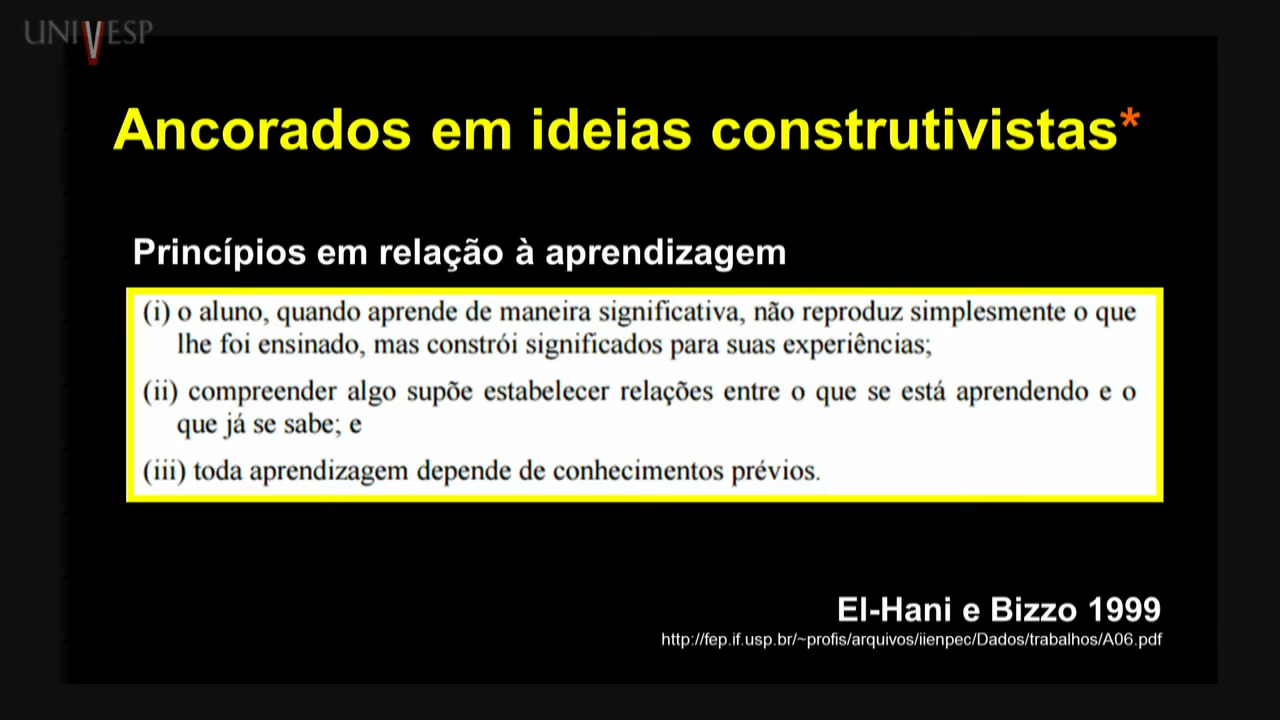 UNIVESP
Ancorados em ideias construtivistas*
Princípios em relação à aprendizagem
(i) o aluno, quando aprende de maneira significativa, não reproduz simplesmente o que
lhe foi ensinado, mas constrói significados para suas experiências;
(ii) compreender algo supõe estabelecer relações entre o que se está aprendendo e o
que já se sabe; e
(iii) toda aprendizagem depende de conhecimentos prévios.
El-Hani e Bizzo 1999
http://fep.if.usp.br/~profis/arquivos/iienpec/Dados/trabalhos/A06.pdf